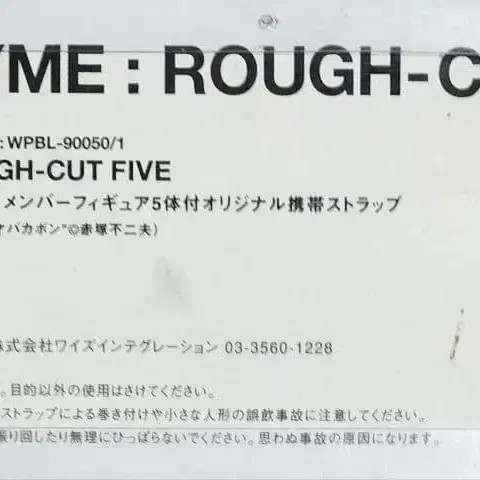 YME : ROUGH-C
: WPBL-90050/1
GH-CUT FIVE
メンバーフィギュア5体付オリジナル携帯ストラップ
オバカボン"©赤塚不二夫)
株式会社ワイズインテグレーション 03-3560-1228
。目的以外の使用はさけてください。
ストラップによる巻き付けや小さな人形の誤飲事故に注意してください。
振り回したり無理にひっぱらないでください。思わぬ事故の原因になります。